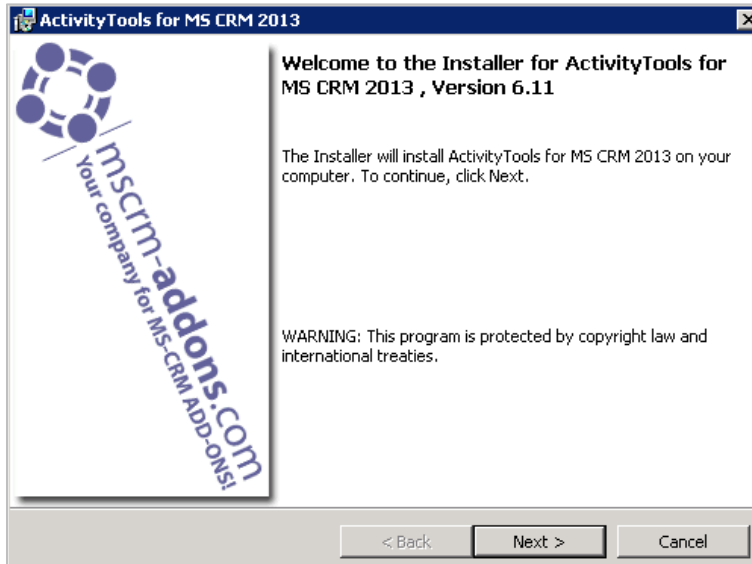 ActivityTools for MS CRM 2013
Welcome to the Installer for ActivityTools for
MS CRM 2013 , Version 6.11
The Installer will install ActivityTools for MS CRM 2013 on your
computer. To continue, click Next.
WARNING: This program is protected by copyright law and
international treaties.
mscrm-addons.com
Your company for MS-CRM ADD-ONS!
< Back
Next >
Cancel